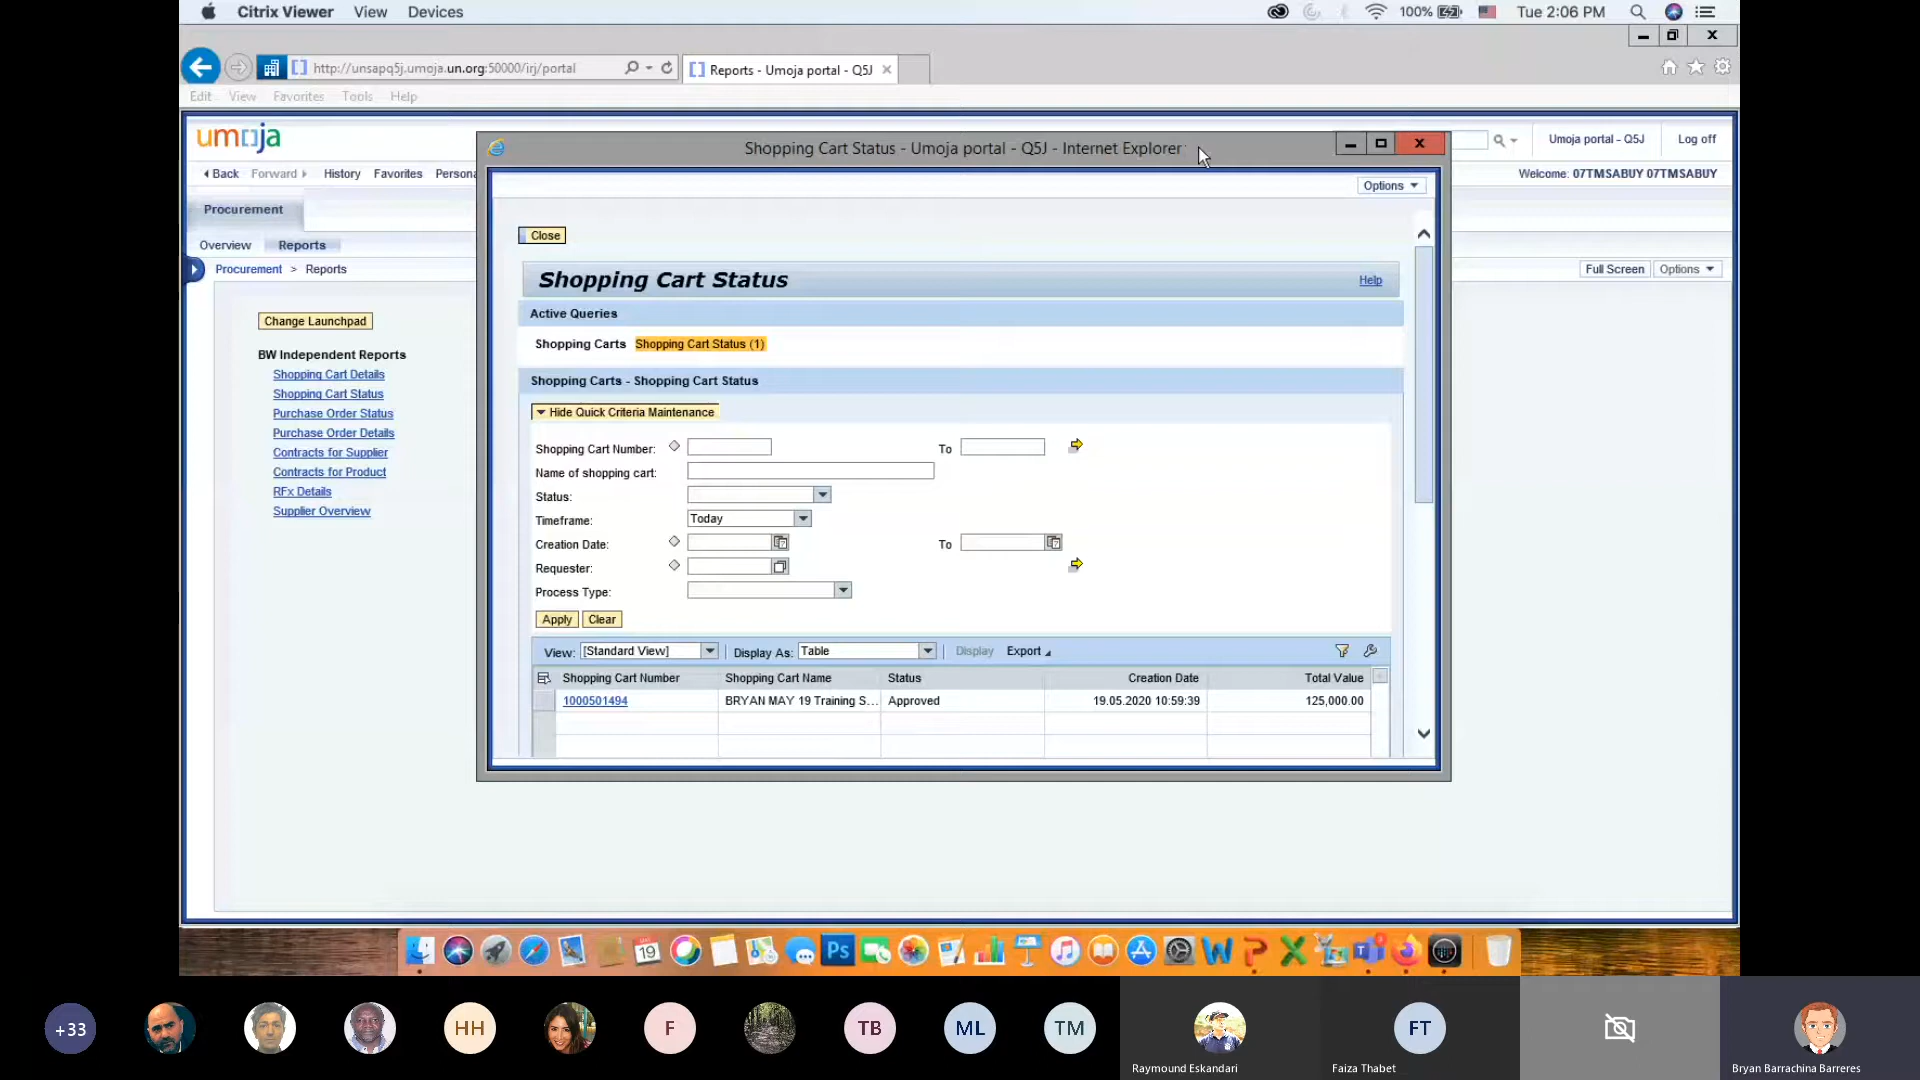 Citrix Viewer View Devices 100% Tue 2:06 PM
http://unsapq5j.umoja.un.org:50000/irj/portal Reports - Umoja portal - Q5J
Edit View Favorites Tools Help
umoja Umoja portal - Q5J Log off
Shopping Cart Status - Umoja portal - Q5J - Internet Explorer
Back Forward History Favorites Persona Welcome: 07TMSABUY 07TMSABUY
Options
Procurement
Overview Reports
Procurement > Reports Full Screen Options
Change Launchpad
BW Independent Reports
Shopping Cart Details
Shopping Cart Status
Purchase Order Status
Purchase Order Details
Contracts for Supplier
Contracts for Product
RFx Details
Supplier Overview
Close
Shopping Cart Status Help
Active Queries
Shopping Carts Shopping Cart Status (1)
Shopping Carts - Shopping Cart Status
Hide Quick Criteria Maintenance
Shopping Cart Number: To
Name of shopping cart:
Status:
Timeframe: Today
Creation Date: To
Requester:
Process Type:
Apply Clear
View: [Standard View] Display As: Table Display Export
Shopping Cart Number Shopping Cart Name Status Creation Date Total Value
1000501494 BRYAN MAY 19 Training S... Approved 19.05.2020 10:59:39 125,000.00
19 Ps W P X T
+33 HH F TB ML TM FT
Raymound Eskandari Faiza Thabet Bryan Barrachina Barreres